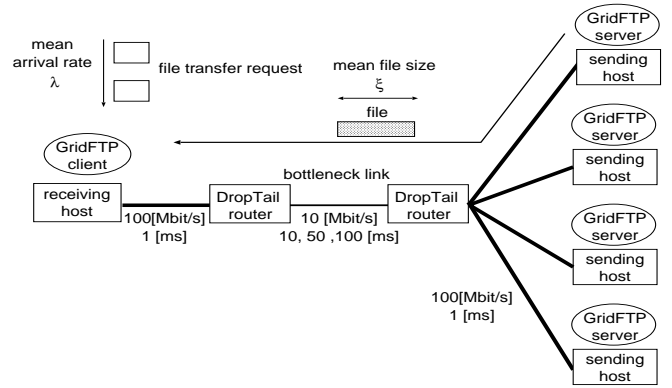 mean
arrival rate
λ
file transfer request
mean file size
ξ
file
GridFTP
server
sending
host
GridFTP
client
receiving
host
100[Mbit/s]
1 [ms]
DropTail
router
bottleneck link
10 [Mbit/s]
10, 50 ,100 [ms]
DropTail
router
GridFTP
server
sending
host
GridFTP
server
sending
host
100[Mbit/s]
1 [ms]
GridFTP
server
sending
host